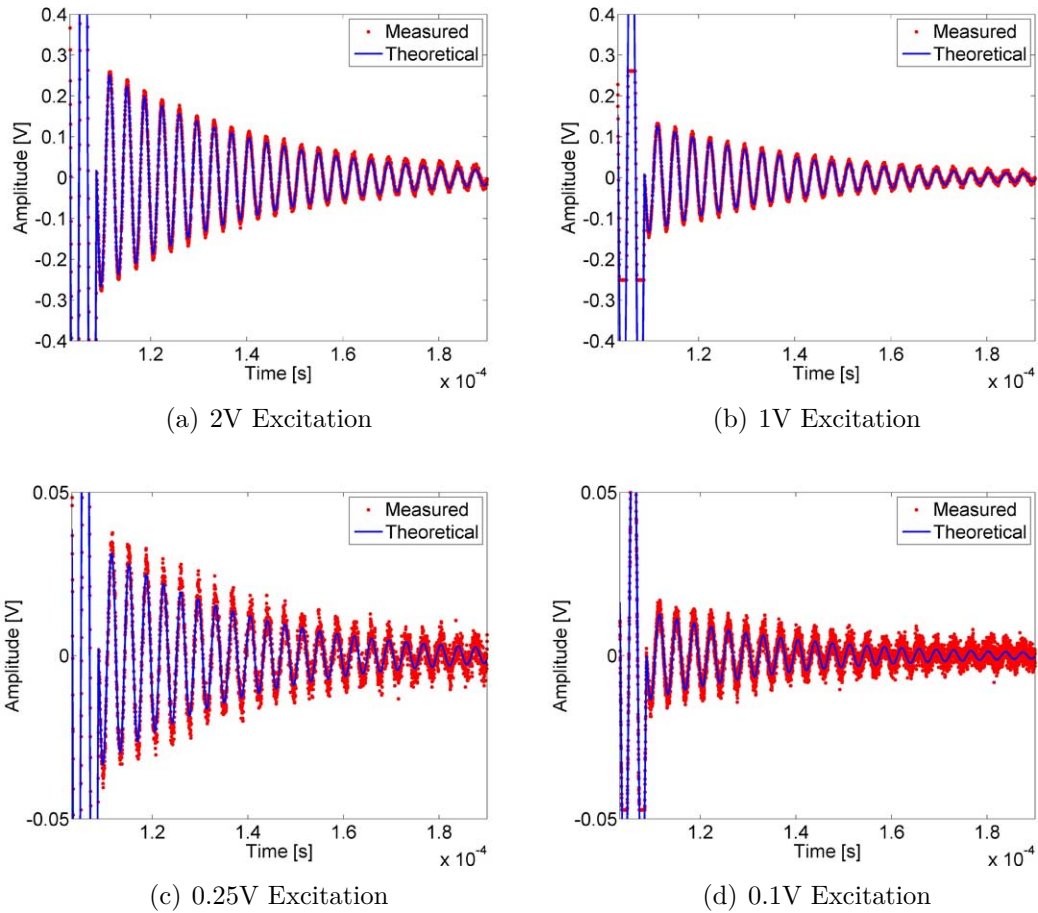 0.4
0.3
0.2
0.1
0
-0.1
-0.2
-0.3
-0.4
Amplitude [V]
Measured
Theoretical
1.2
1.4
1.6
1.8
Time [s]
x 10⁻⁴
(a) 2V Excitation
0.4
0.3
0.2
0.1
0
-0.1
-0.2
-0.3
-0.4
Amplitude [V]
Measured
Theoretical
1.2
1.4
1.6
1.8
Time [s]
x 10⁻⁴
(b) 1V Excitation
0.05
0
-0.05
Amplitude [V]
Measured
Theoretical
1.2
1.4
1.6
1.8
Time [s]
x 10⁻⁴
(c) 0.25V Excitation
0.05
0
-0.05
Amplitude [V]
Measured
Theoretical
1.2
1.4
1.6
1.8
Time [s]
x 10⁻⁴
(d) 0.1V Excitation